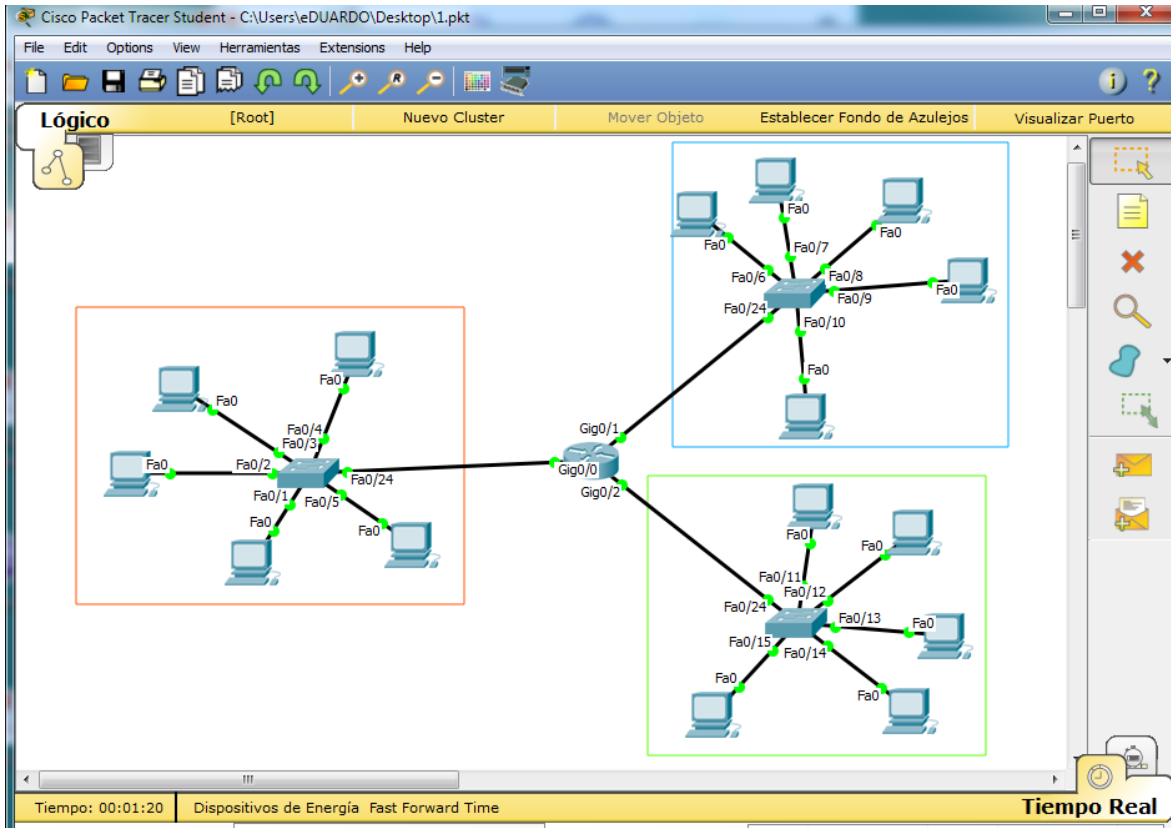 Cisco Packet Tracer Student - C:\Users\eDUARDO\Desktop\1.pkt
File Edit Options View Herramientas Extensions Help
Lógico [Root] Nuevo Cluster Mover Objeto Establecer Fondo de Azulejos Visualizar Puerto
Fa0
Fa0
Fa0/7
Fa0
Fa0/6
Fa0/8
Fa0
Fa0/9
Fa0/24
Fa0/10
Fa0
Fa0
Fa0
Fa0/4
Fa0/3
Fa0
Fa0/2
Fa0/24
Fa0/1
Fa0/5
Fa0
Fa0
Gig0/1
Gig0/0
Gig0/2
Fa0
Fa0
Fa0/11
Fa0/12
Fa0/24
Fa0/13
Fa0
Fa0/15
Fa0/14
Fa0
Fa0
Tiempo: 00:01:20 Dispositivos de Energía Fast Forward Time Tiempo Real